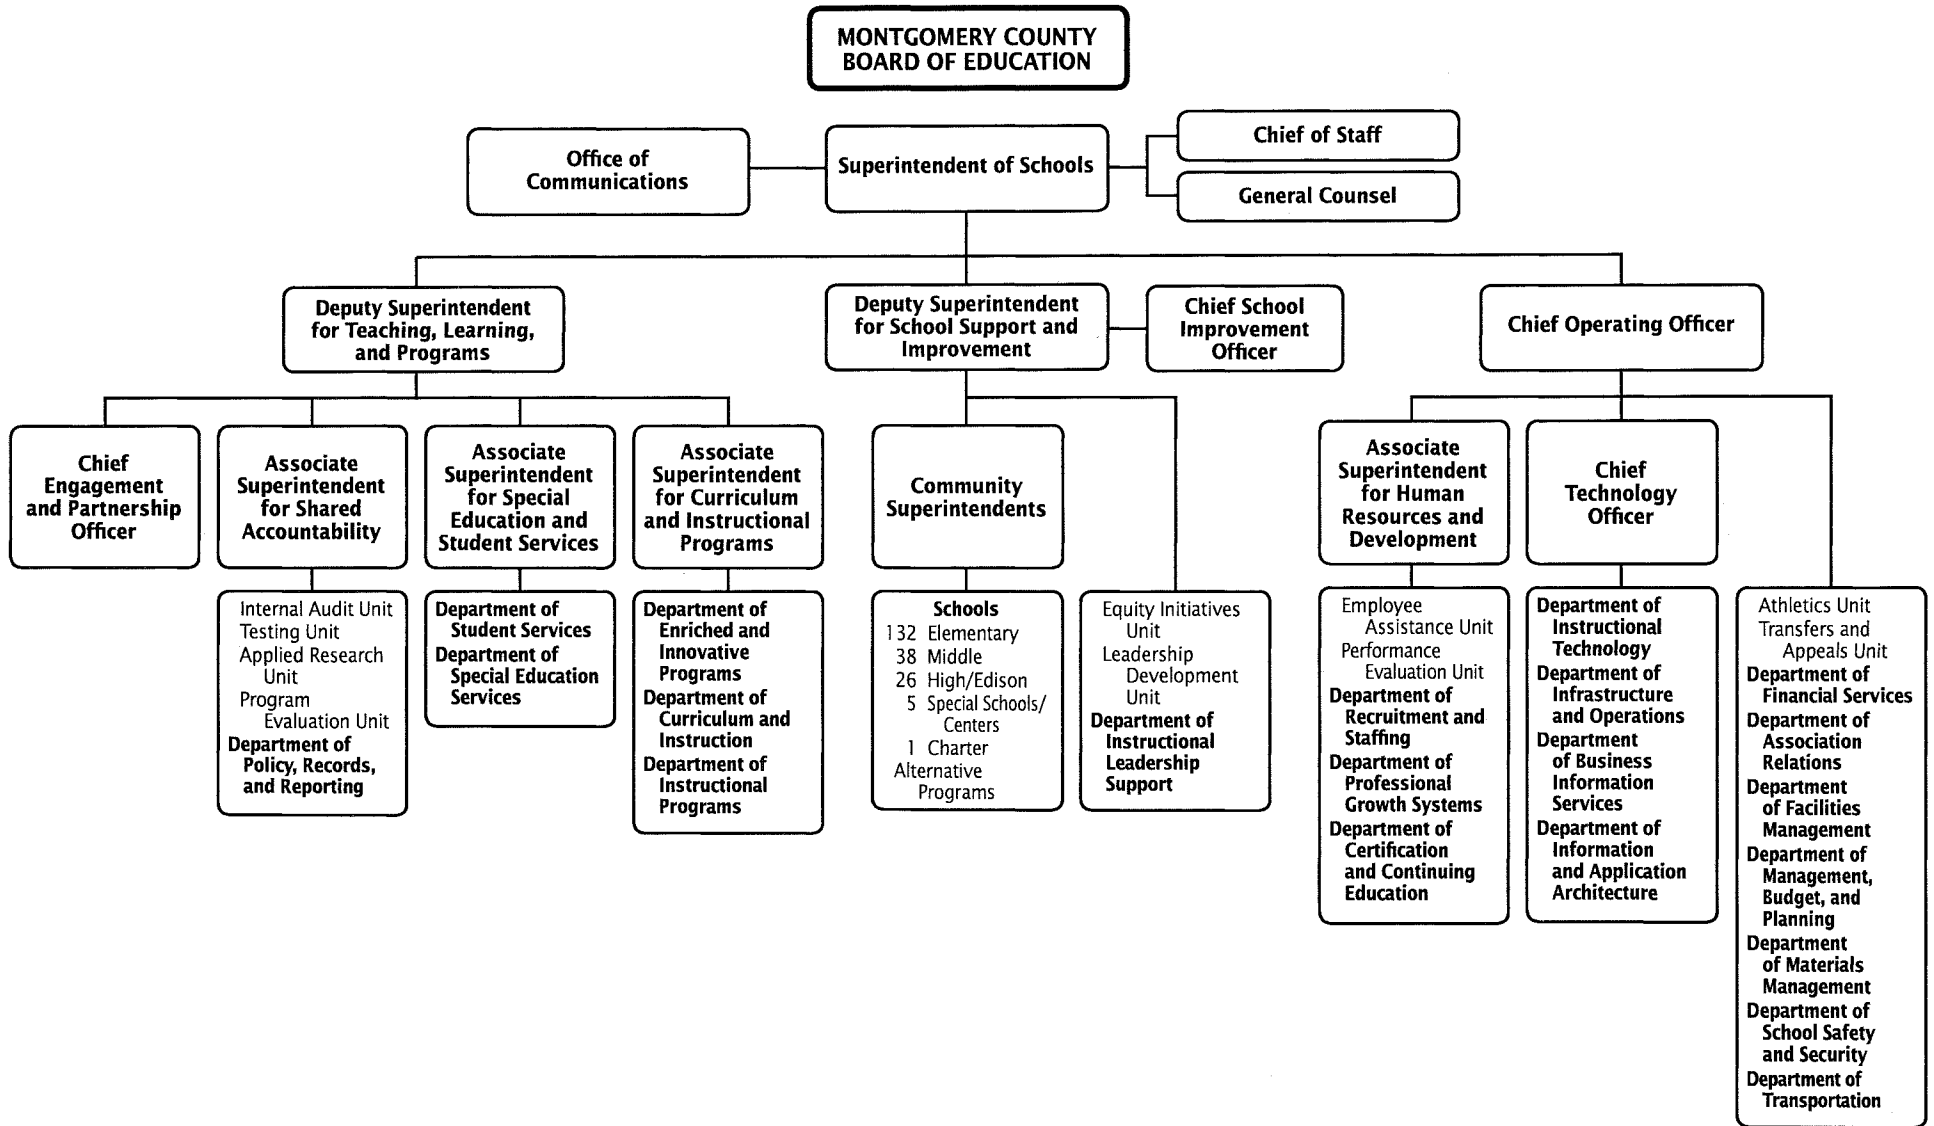 MONTGOMERY COUNTY
BOARD OF EDUCATION
Office of
Communications
Superintendent of Schools
Chief of Staff
General Counsel
Deputy Superintendent
for Teaching, Learning,
and Programs
Deputy Superintendent
for School Support and
Improvement
Chief School
Improvement
Officer
Chief Operating Officer
Chief
Engagement
and Partnership
Officer
Associate
Superintendent
for Shared
Accountability
Associate
Superintendent
for Special
Education and
Student Services
Associate
Superintendent
for Curriculum
and Instructional
Programs
Community
Superintendents
Associate
Superintendent
for Human
Resources and
Development
Chief
Technology
Officer
Internal Audit Unit
Testing Unit
Applied Research
Unit
Program
Evaluation Unit
Department of
Policy, Records,
and Reporting
Department of
Student Services
Department of
Special Education
Services
Department of
Enriched and
Innovative
Programs
Department of
Curriculum and
Instruction
Department of
Instructional
Programs
Schools
132 Elementary
38 Middle
26 High/Edison
5 Special Schools/
Centers
1 Charter
Alternative
Programs
Equity Initiatives
Unit
Leadership
Development
Unit
Department of
Instructional
Leadership
Support
Employee
Assistance Unit
Performance
Evaluation Unit
Department of
Recruitment and
Staffing
Department of
Professional
Growth Systems
Department of
Certification
and Continuing
Education
Department of
Instructional
Technology
Department of
Infrastructure
and Operations
Department
of Business
Information
Services
Department of
Information
and Application
Architecture
Athletics Unit
Transfers and
Appeals Unit
Department of
Financial Services
Department of
Association
Relations
Department
of Facilities
Management
Department of
Management,
Budget, and
Planning
Department
of Materials
Management
Department of
School Safety
and Security
Department of
Transportation